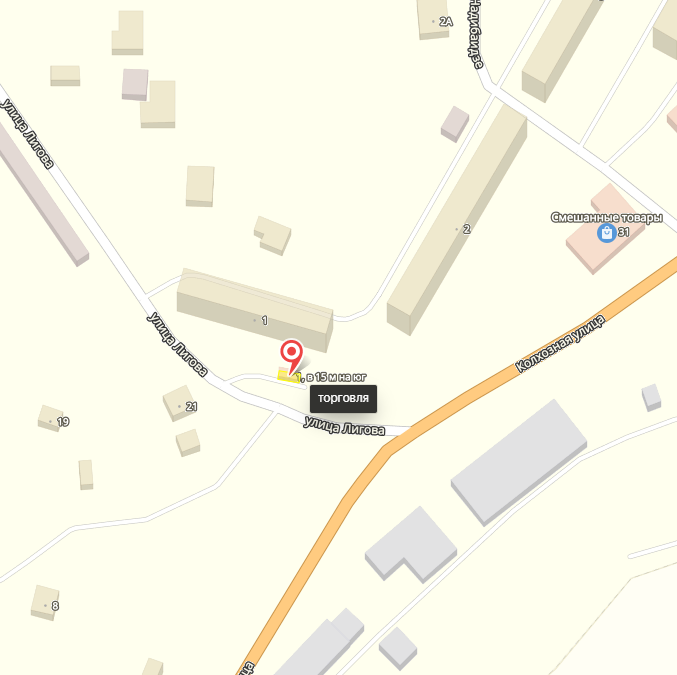 2А
надибаидзе
улица Лигова
Смешанные товары
31
2
1
улица Лигова
Колхозная улица
1, в 15 м на юг
торговля
21
19
улица Лигова
8